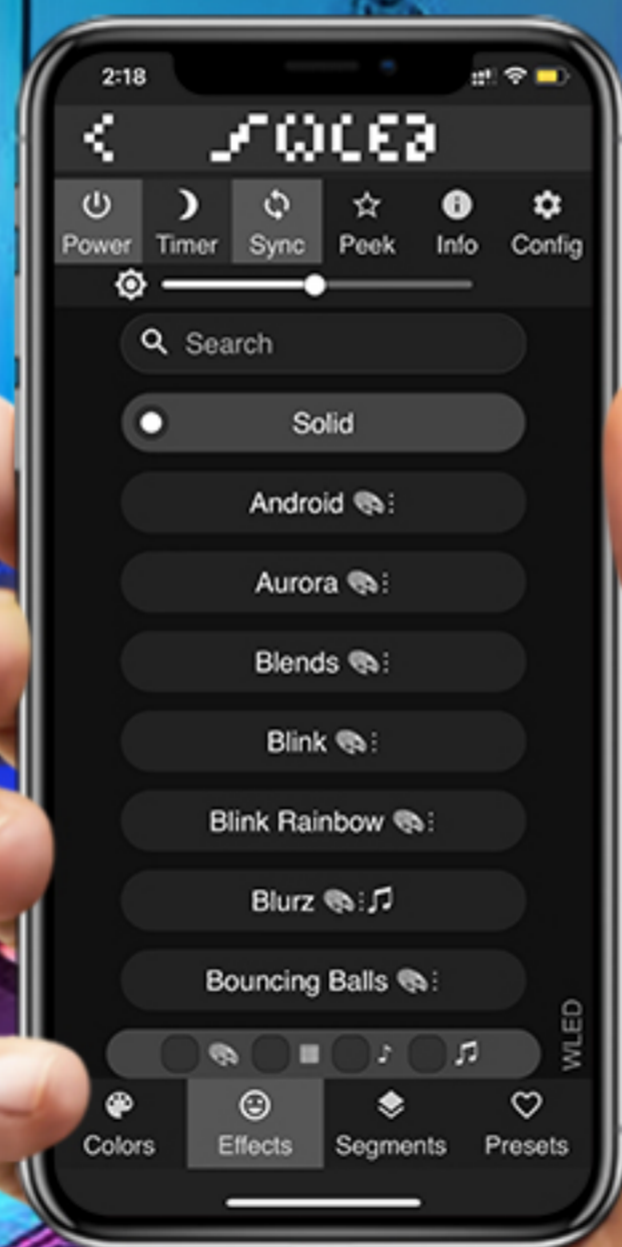 2:18
WLED
Power Timer Sync Peek Info Config
Search
Solid
Android
Aurora
Blends
Blink
Blink Rainbow
Blurz
Bouncing Balls
WLED
Colors Effects Segments Presets